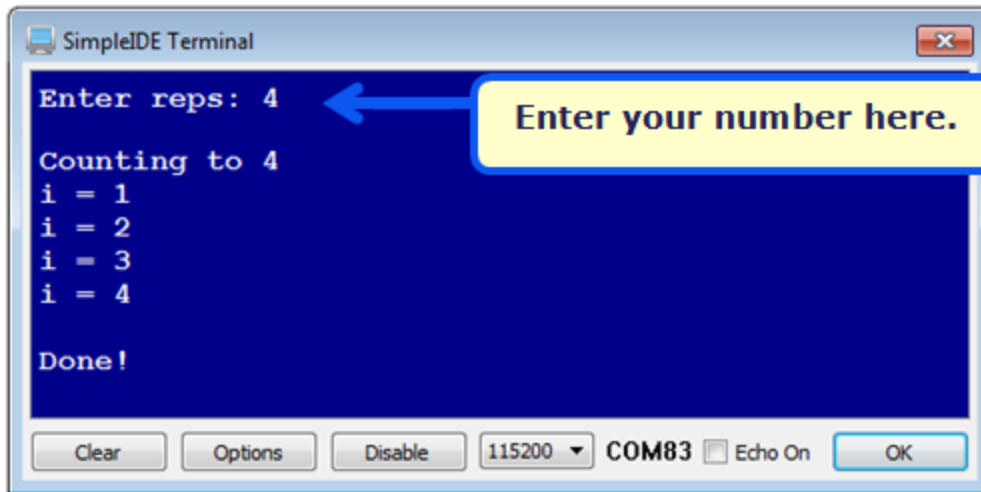 SimpleIDE Terminal
Enter reps: 4
Enter your number here.
Counting to 4
i = 1
i = 2
i = 3
i = 4
Done!
Clear Options Disable 115200 COM83 Echo On OK